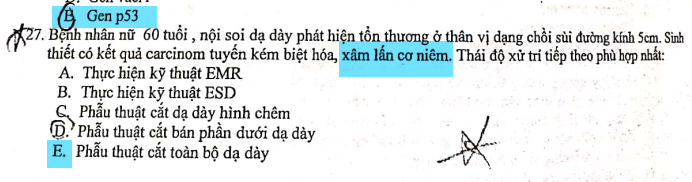 B. Gen p53
27. Bệnh nhân nữ 60 tuổi, nội soi dạ dày phát hiện tổn thương ở thân vị dạng chồi sùi đường kính 5cm. Sinh
thiết có kết quả carcinom tuyến kém biệt hóa, xâm lấn cơ niêm. Thái độ xử trí tiếp theo phù hợp nhất:
A. Thực hiện kỹ thuật EMR
B. Thực hiện kỹ thuật ESD
C. Phẫu thuật cắt dạ dày hình chêm
D. Phẫu thuật cắt bán phần dưới dạ dày
E. Phẫu thuật cắt toàn bộ dạ dày